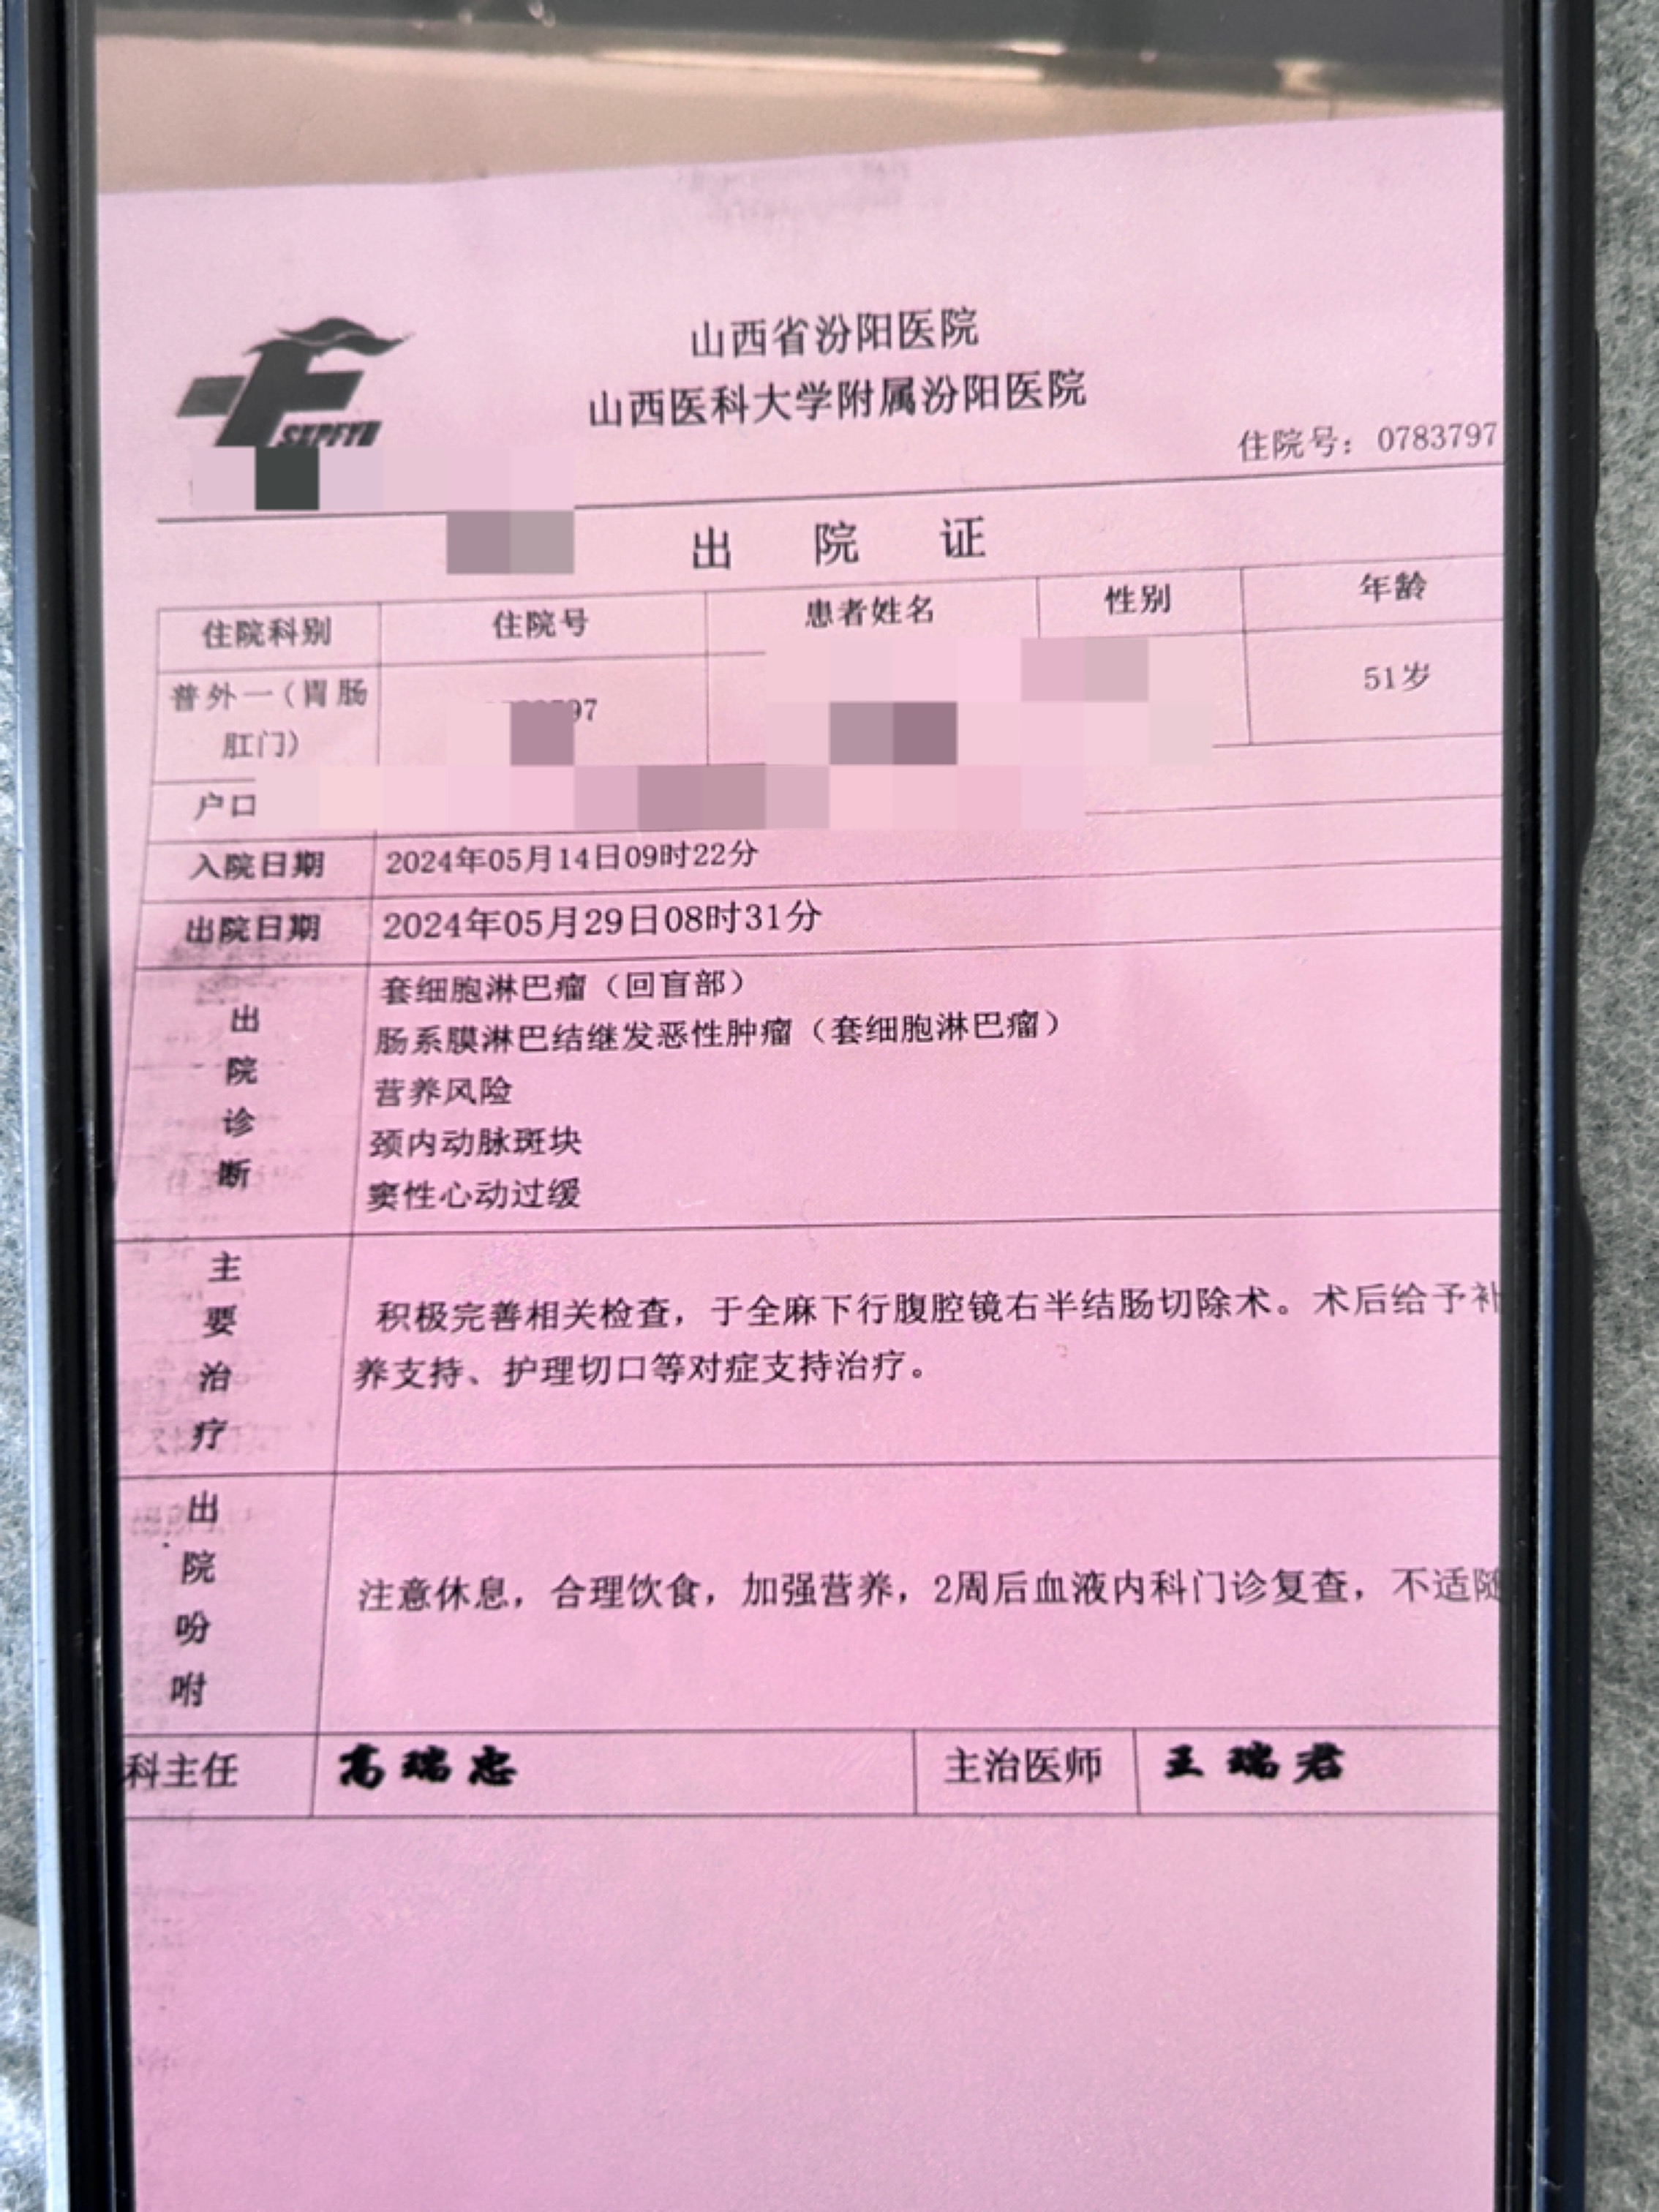 山西省汾阳医院
山西医科大学附属汾阳医院
SXPFYH
住院号：0783797
出 院 证
住院科别 住院号 患者姓名 性别 年龄
普外一(胃肠肛门) 97 51岁
户口
入院日期 2024年05月14日09时22分
出院日期 2024年05月29日08时31分
出院诊断
套细胞淋巴瘤（回盲部）
肠系膜淋巴结继发恶性肿瘤（套细胞淋巴瘤）
营养风险
颈内动脉斑块
窦性心动过缓
主要治疗
积极完善相关检查，于全麻下行腹腔镜右半结肠切除术。术后给予补
养支持、护理切口等对症支持治疗。
出院吩咐
注意休息，合理饮食，加强营养，2周后血液内科门诊复查，不适随
科主任 高瑞忠 主治医师 王瑞君